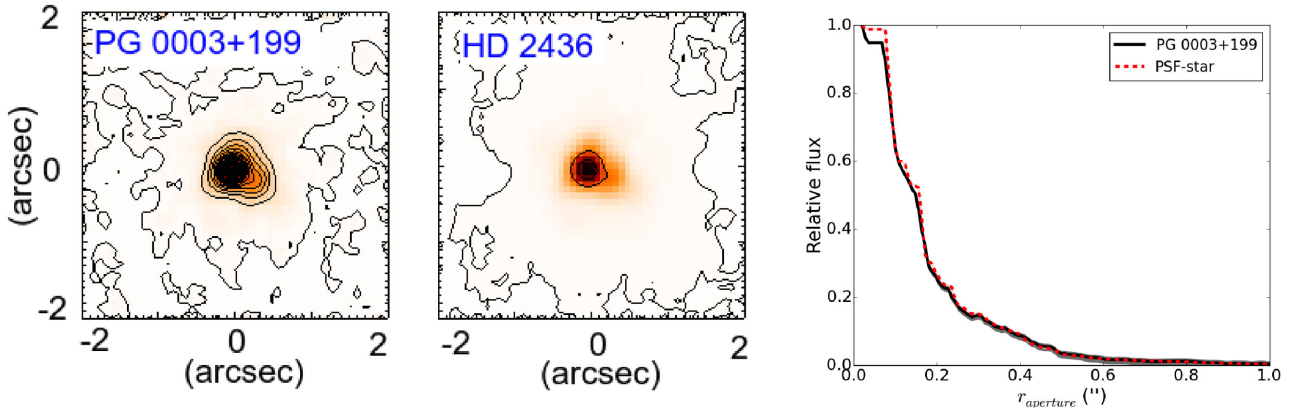 PG 0003+199
2
0
-2
(arcsec)
-2
0
2
(arcsec)
HD 2436
-2
0
2
(arcsec)
PG 0003+199
PSF-star
1.0
0.8
0.6
0.4
0.2
0.0
Relative flux
0.0
0.2
0.4
0.6
0.8
1.0
r_aperture ('')